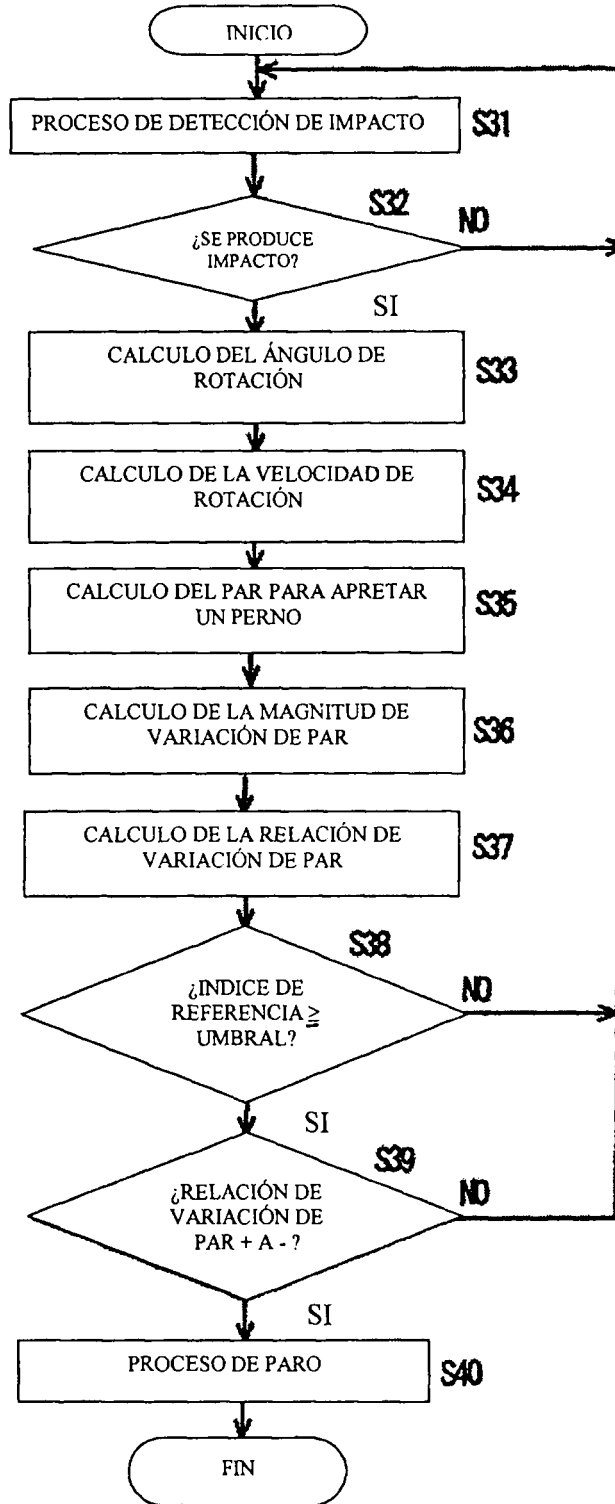 INICIO
PROCESO DE DETECCIÓN DE IMPACTO
S31
S32
NO
¿SE PRODUCE
IMPACTO?
SI
CALCULO DEL ÁNGULO DE
ROTACIÓN
S33
CALCULO DE LA VELOCIDAD DE
ROTACIÓN
S34
CALCULO DEL PAR PARA APRETAR
UN PERNO
S35
CALCULO DE LA MAGNITUD DE
VARIACIÓN DE PAR
S36
CALCULO DE LA RELACIÓN DE
VARIACIÓN DE PAR
S37
S38
NO
¿INDICE DE
REFERENCIA ≥
UMBRAL?
SI
S39
NO
¿RELACIÓN DE
VARIACIÓN DE
PAR + A - ?
SI
PROCESO DE PARO
S40
FIN